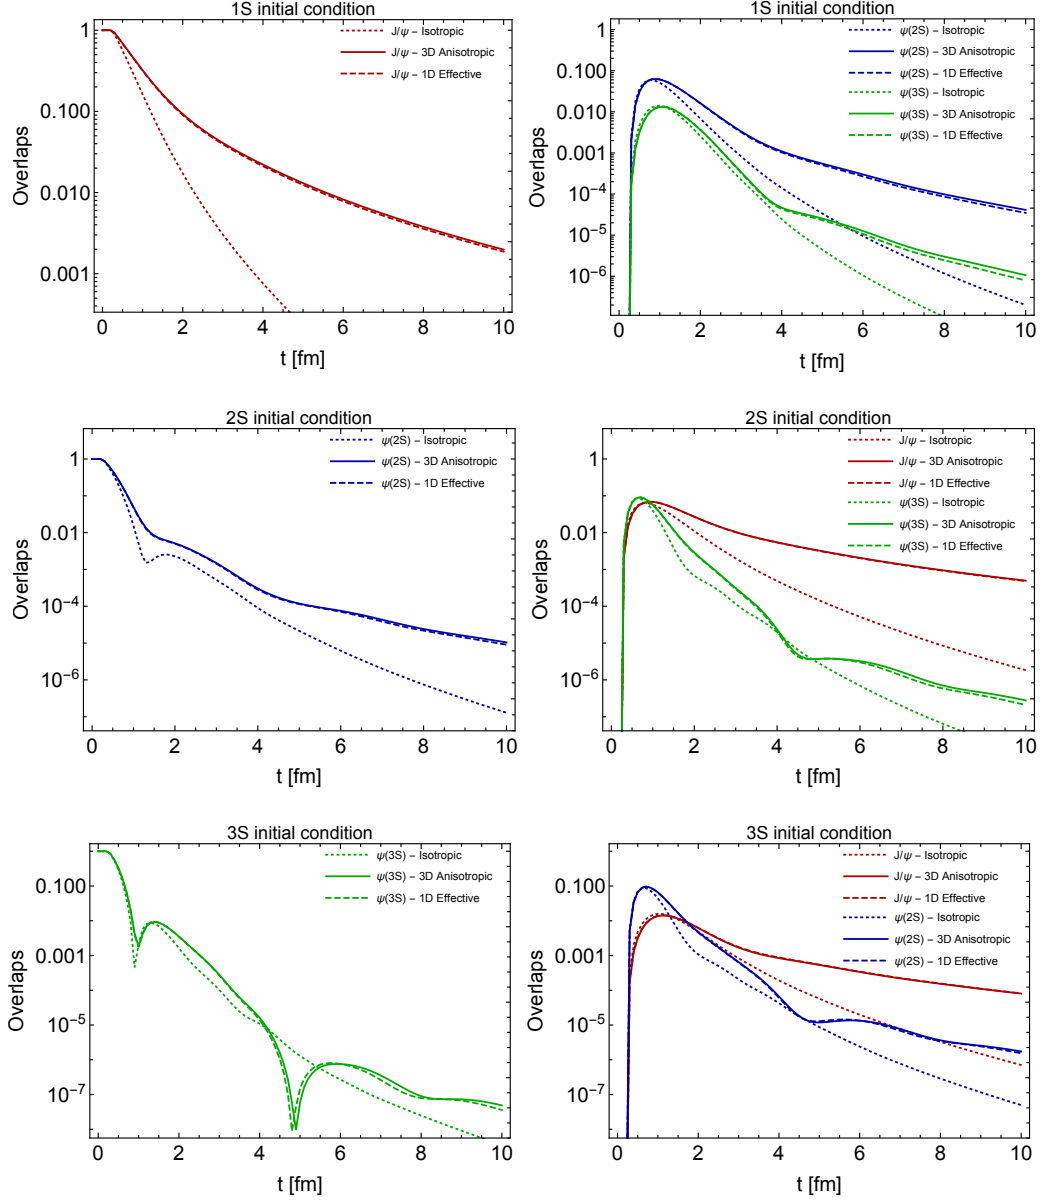 1S initial condition
J/ψ – Isotropic
J/ψ – 3D Anisotropic
J/ψ – 1D Effective
1
0.100
0.010
0.001
Overlaps
0 2 4 6 8 10
t [fm]
1S initial condition
ψ(2S) – Isotropic
ψ(2S) – 3D Anisotropic
ψ(2S) – 1D Effective
ψ(3S) – Isotropic
ψ(3S) – 3D Anisotropic
ψ(3S) – 1D Effective
1
0.100
0.010
0.001
10⁻⁴
10⁻⁵
10⁻⁶
Overlaps
0 2 4 6 8 10
t [fm]
2S initial condition
ψ(2S) – Isotropic
ψ(2S) – 3D Anisotropic
ψ(2S) – 1D Effective
1
0.01
10⁻⁴
10⁻⁶
Overlaps
0 2 4 6 8 10
t [fm]
2S initial condition
J/ψ – Isotropic
J/ψ – 3D Anisotropic
J/ψ – 1D Effective
ψ(3S) – Isotropic
ψ(3S) – 3D Anisotropic
ψ(3S) – 1D Effective
1
0.01
10⁻⁴
10⁻⁶
Overlaps
0 2 4 6 8 10
t [fm]
3S initial condition
ψ(3S) – Isotropic
ψ(3S) – 3D Anisotropic
ψ(3S) – 1D Effective
0.100
0.001
10⁻⁵
10⁻⁷
Overlaps
0 2 4 6 8 10
t [fm]
3S initial condition
J/ψ – Isotropic
J/ψ – 3D Anisotropic
J/ψ – 1D Effective
ψ(2S) – Isotropic
ψ(2S) – 3D Anisotropic
ψ(2S) – 1D Effective
0.100
0.001
10⁻⁵
10⁻⁷
Overlaps
0 2 4 6 8 10
t [fm]